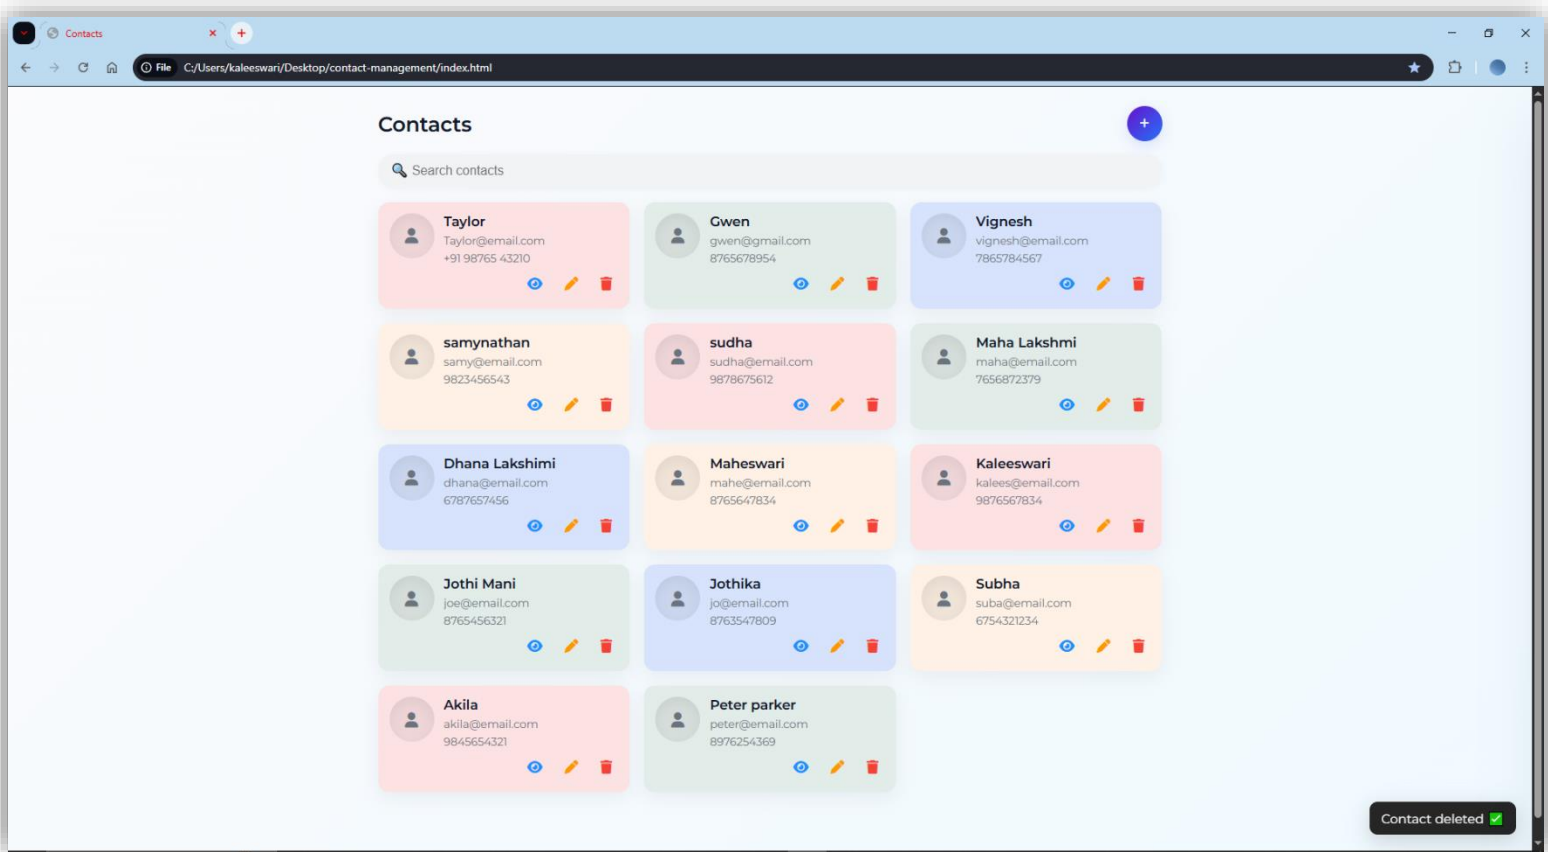 Contacts
File C:/Users/kaleeswari/Desktop/contact-management/index.html
Contacts
+
Search contacts
Taylor
Taylor@email.com
+91 98765 43210
Gwen
gwen@gmail.com
8765678954
Vignesh
vignesh@email.com
7865784567
samynathan
samy@email.com
9823456543
sudha
sudha@email.com
9878675612
Maha Lakshmi
maha@email.com
7656872379
Dhana Lakshimi
dhana@email.com
6787657456
Maheswari
mahe@email.com
8765647834
Kaleeswari
kalees@email.com
9876567834
Jothi Mani
joe@email.com
8765456321
Jothika
jo@email.com
8763547809
Subha
suba@email.com
6754321234
Akila
akila@email.com
9845654321
Peter parker
peter@email.com
8976254369
Contact deleted ✅